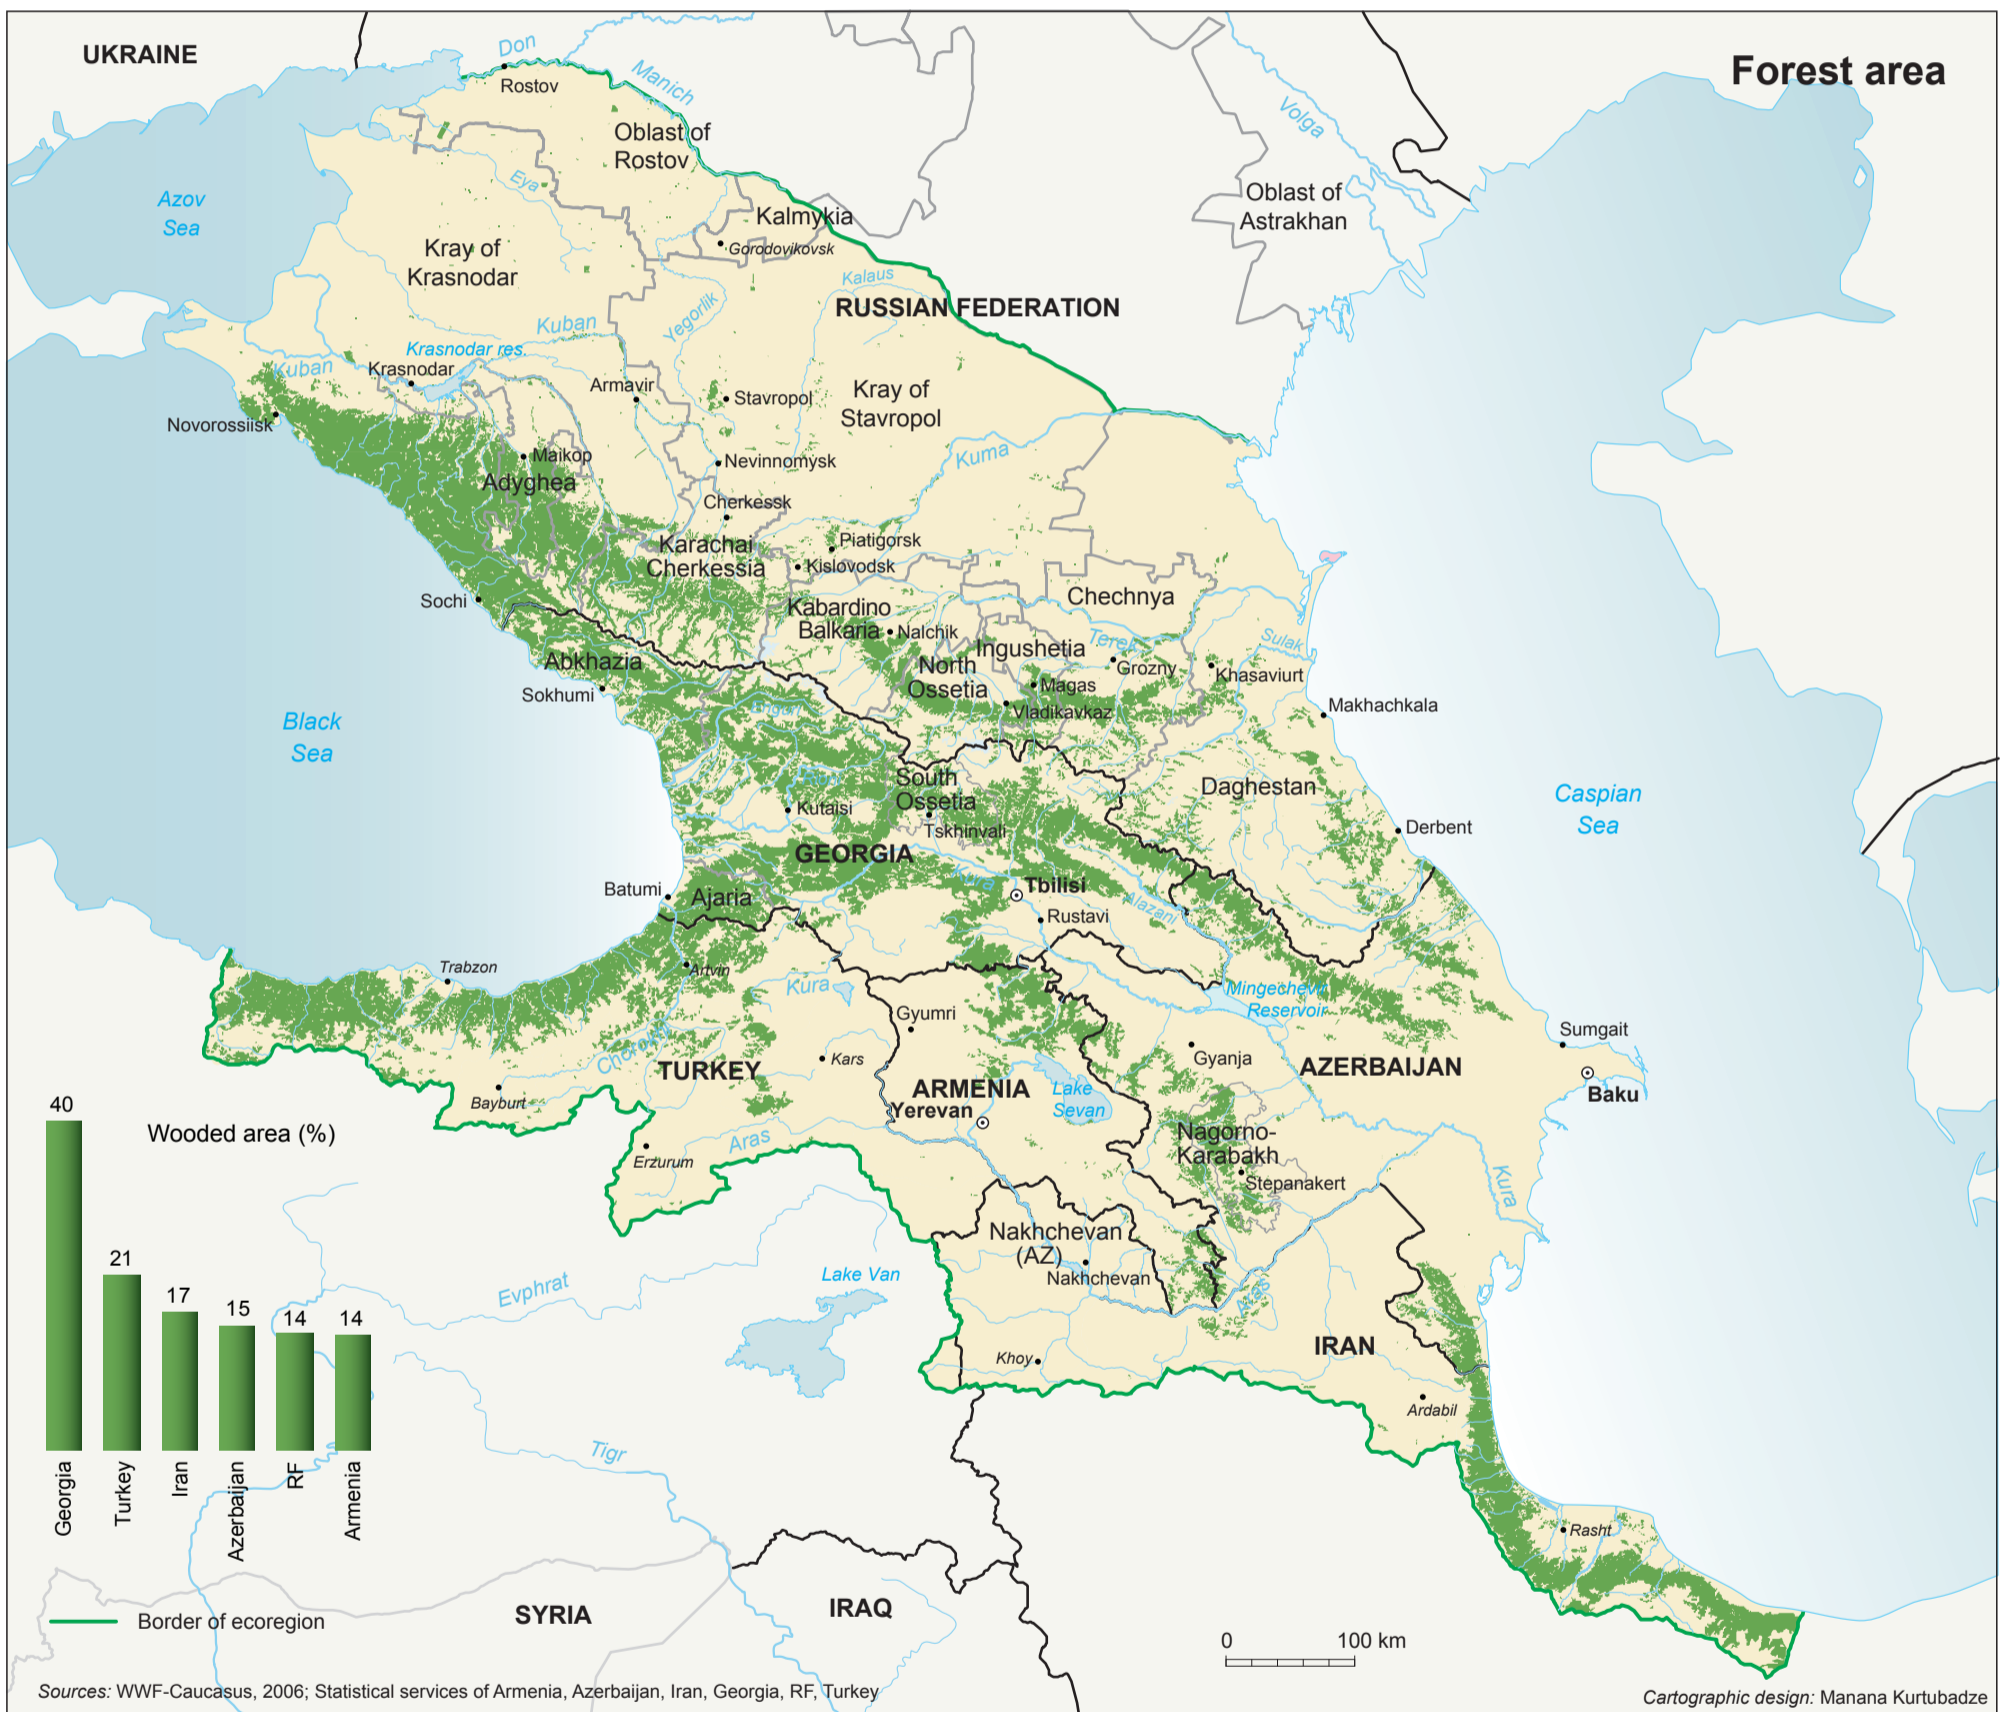 Forest area
UKRAINE
Don
Rostov
Manich
Volga
Oblast of
Rostov
Azov
Sea
Eya
Oblast of
Astrakhan
Kalmykia
Gorodovikovsk
Kray of
Krasnodar
Kalaus
RUSSIAN FEDERATION
Yegorlik
Kuban
Krasnodar res.
Kuban
Krasnodar
Armavir
Stavropol
Kray of
Stavropol
Novorossiisk
Maikop
Adyghea
Nevinnomysk
Kuma
Cherkessk
Karachai
Cherkessia
Piatigorsk
Kislovodsk
Sochi
Kabardino
Balkaria
Nalchik
Chechnya
Ingushetia
Terek
Sulak
Grozny
Khasaviurt
North
Ossetia
Magas
Vladikavkaz
Makhachkala
Abkhazia
Sokhumi
Enguri
Black
Sea
Rioni
South
Ossetia
Tskhinvali
Kutaisi
Daghestan
Caspian
Sea
Derbent
GEORGIA
Kura
Tbilisi
Batumi
Ajaria
Alazani
Rustavi
Trabzon
Artvin
Kura
Mingechevir
Reservoir
Gyumri
Chorokhi
TURKEY
Kars
Gyanja
AZERBAIJAN
Sumgait
Baku
ARMENIA
Yerevan
Lake
Sevan
Bayburt
Aras
Erzurum
Nagorno-
Karabakh
Stepanakert
Kura
Nakhchevan
(AZ)
Nakhchevan
Aras
Evphrat
Lake Van
IRAN
Khoy
Ardabil
Tigr
Rasht
SYRIA
IRAQ
Wooded area (%)
40
21
17
15
14
14
Georgia
Turkey
Iran
Azerbaijan
RF
Armenia
Border of ecoregion
0 100 km
Sources: WWF-Caucasus, 2006; Statistical services of Armenia, Azerbaijan, Iran, Georgia, RF, Turkey
Cartographic design: Manana Kurtubadze